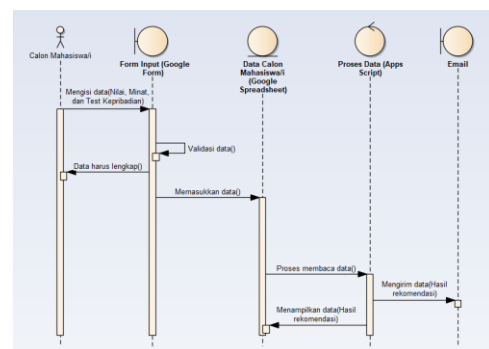 Calon Mahasiswa/i
Form Input (Google
Form)
Data Calon
Mahasiswa/i
(Google
Spreadsheet)
Proses Data (Apps
Script)
Email
Mengisi data(Nilai, Minat,
dan Test Kepribadian)
Validasi data()
Data harus lengkap()
Memasukkan data()
Proses membaca data()
Mengirim data(Hasil
rekomendasi)
Menampilkan data(Hasil
rekomendasi)